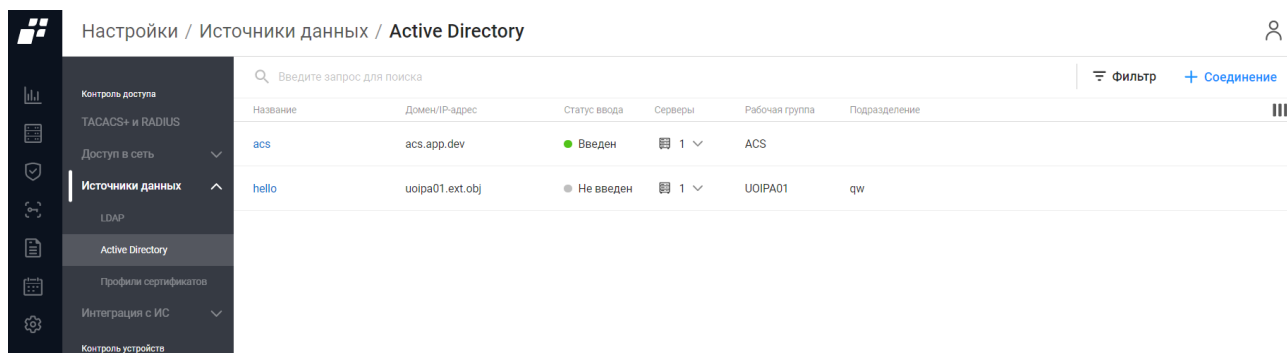 Настройки / Источники данных / Active Directory
Введите запрос для поиска
Фильтр
Соединение
Контроль доступа
TACACS+ и RADIUS
Доступ в сеть
Источники данных
LDAP
Active Directory
Профили сертификатов
Интеграция с ИС
Контроль устройств
Название Домен/IP-адрес Статус ввода Серверы Рабочая группа Подразделение
acs acs.app.dev Введен 1 ACS
hello uoipa01.ext.obj Не введен 1 UOIPA01 qw